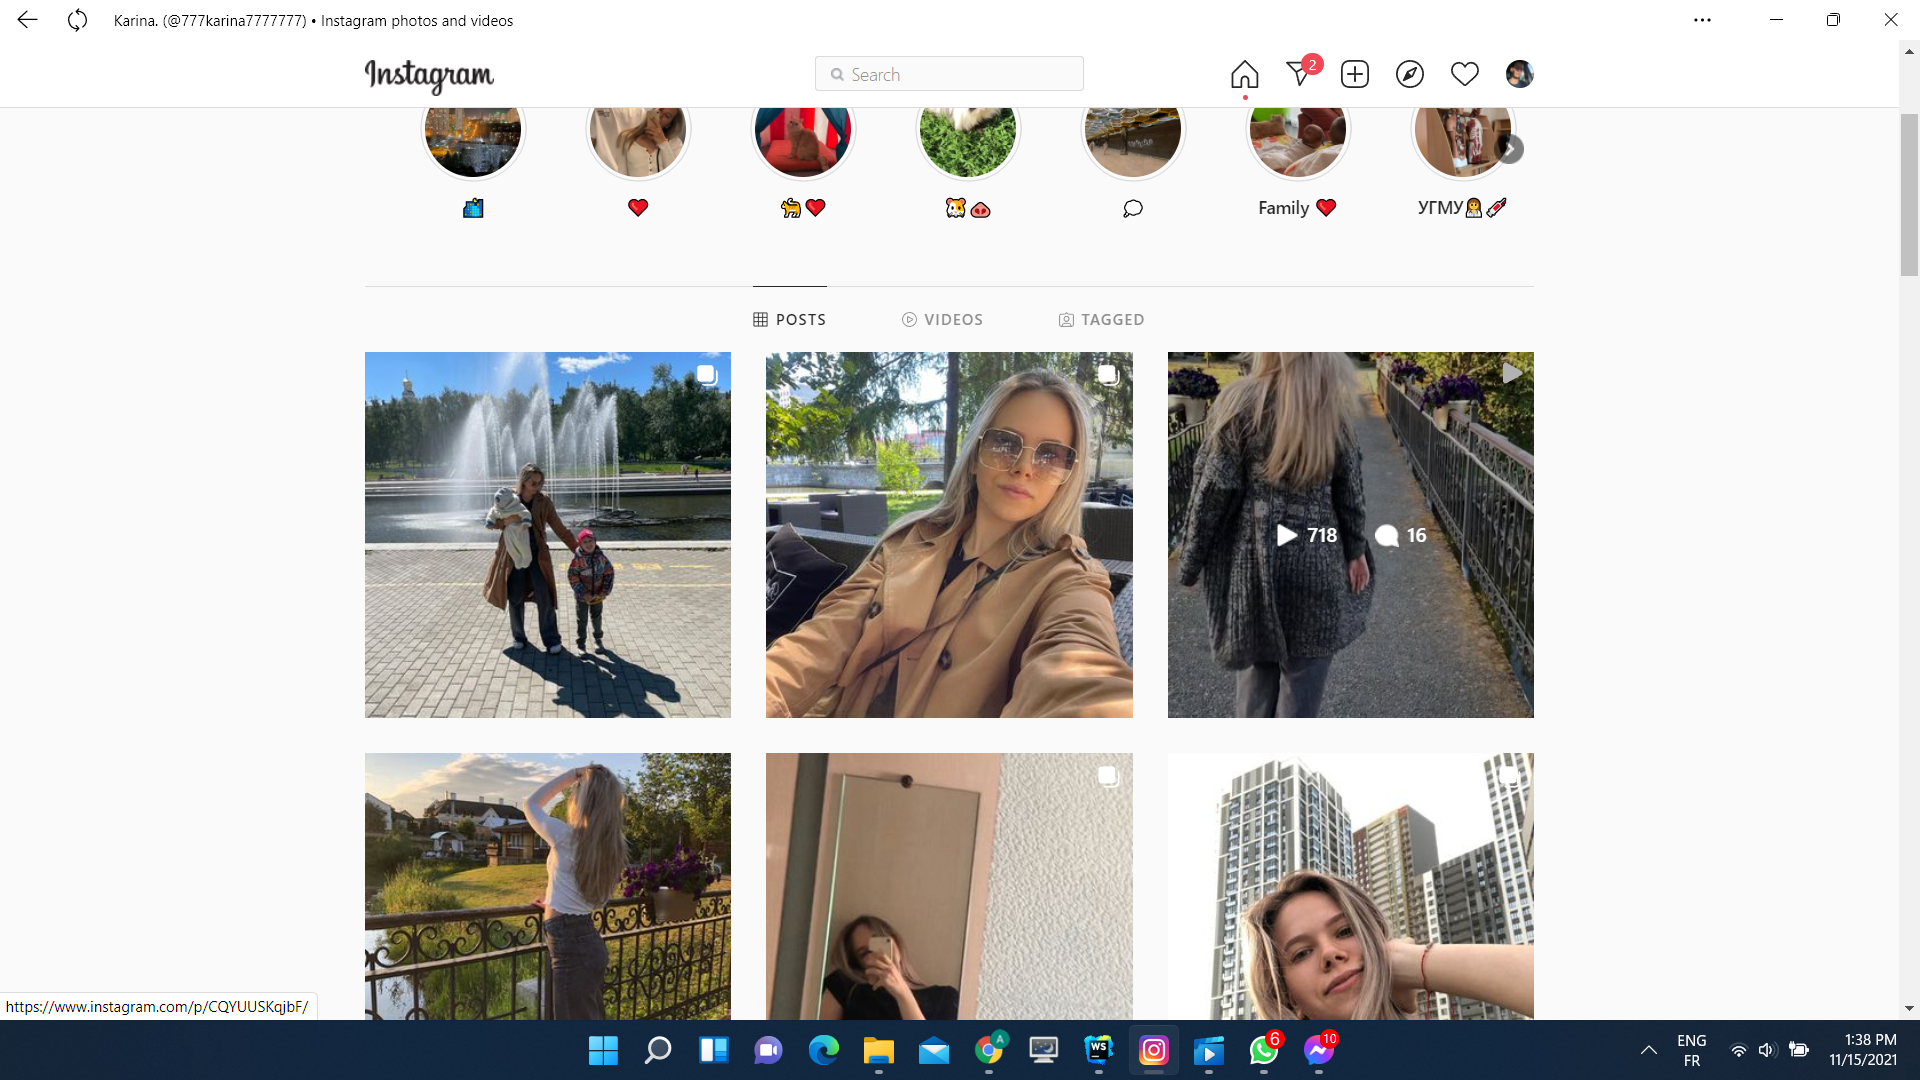 Karina. (@777karina7777777) • Instagram photos and videos
Instagram
Search
2
Family ❤️
УГМУ👩‍⚕️💉
POSTS
VIDEOS
TAGGED
718
16
https://www.instagram.com/p/CQYUUSKqjbF/
A
WS
6
10
ENG
FR
1:38 PM
11/15/2021